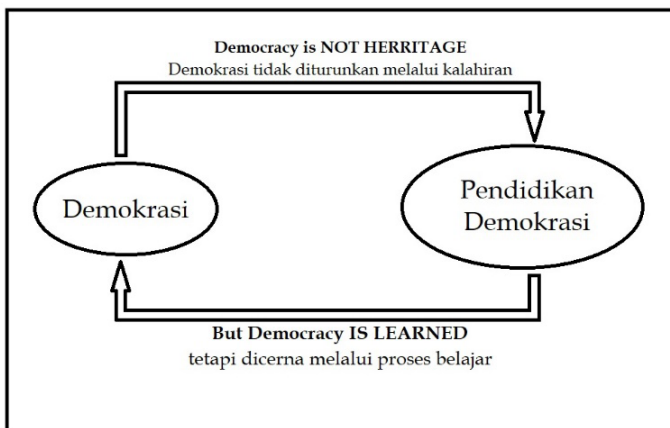 Democracy is NOT HERRITAGE
Demokrasi tidak diturunkan melalui kalahiran
Demokrasi
Pendidikan
Demokrasi
But Democracy IS LEARNED
tetapi dicerna melalui proses belajar